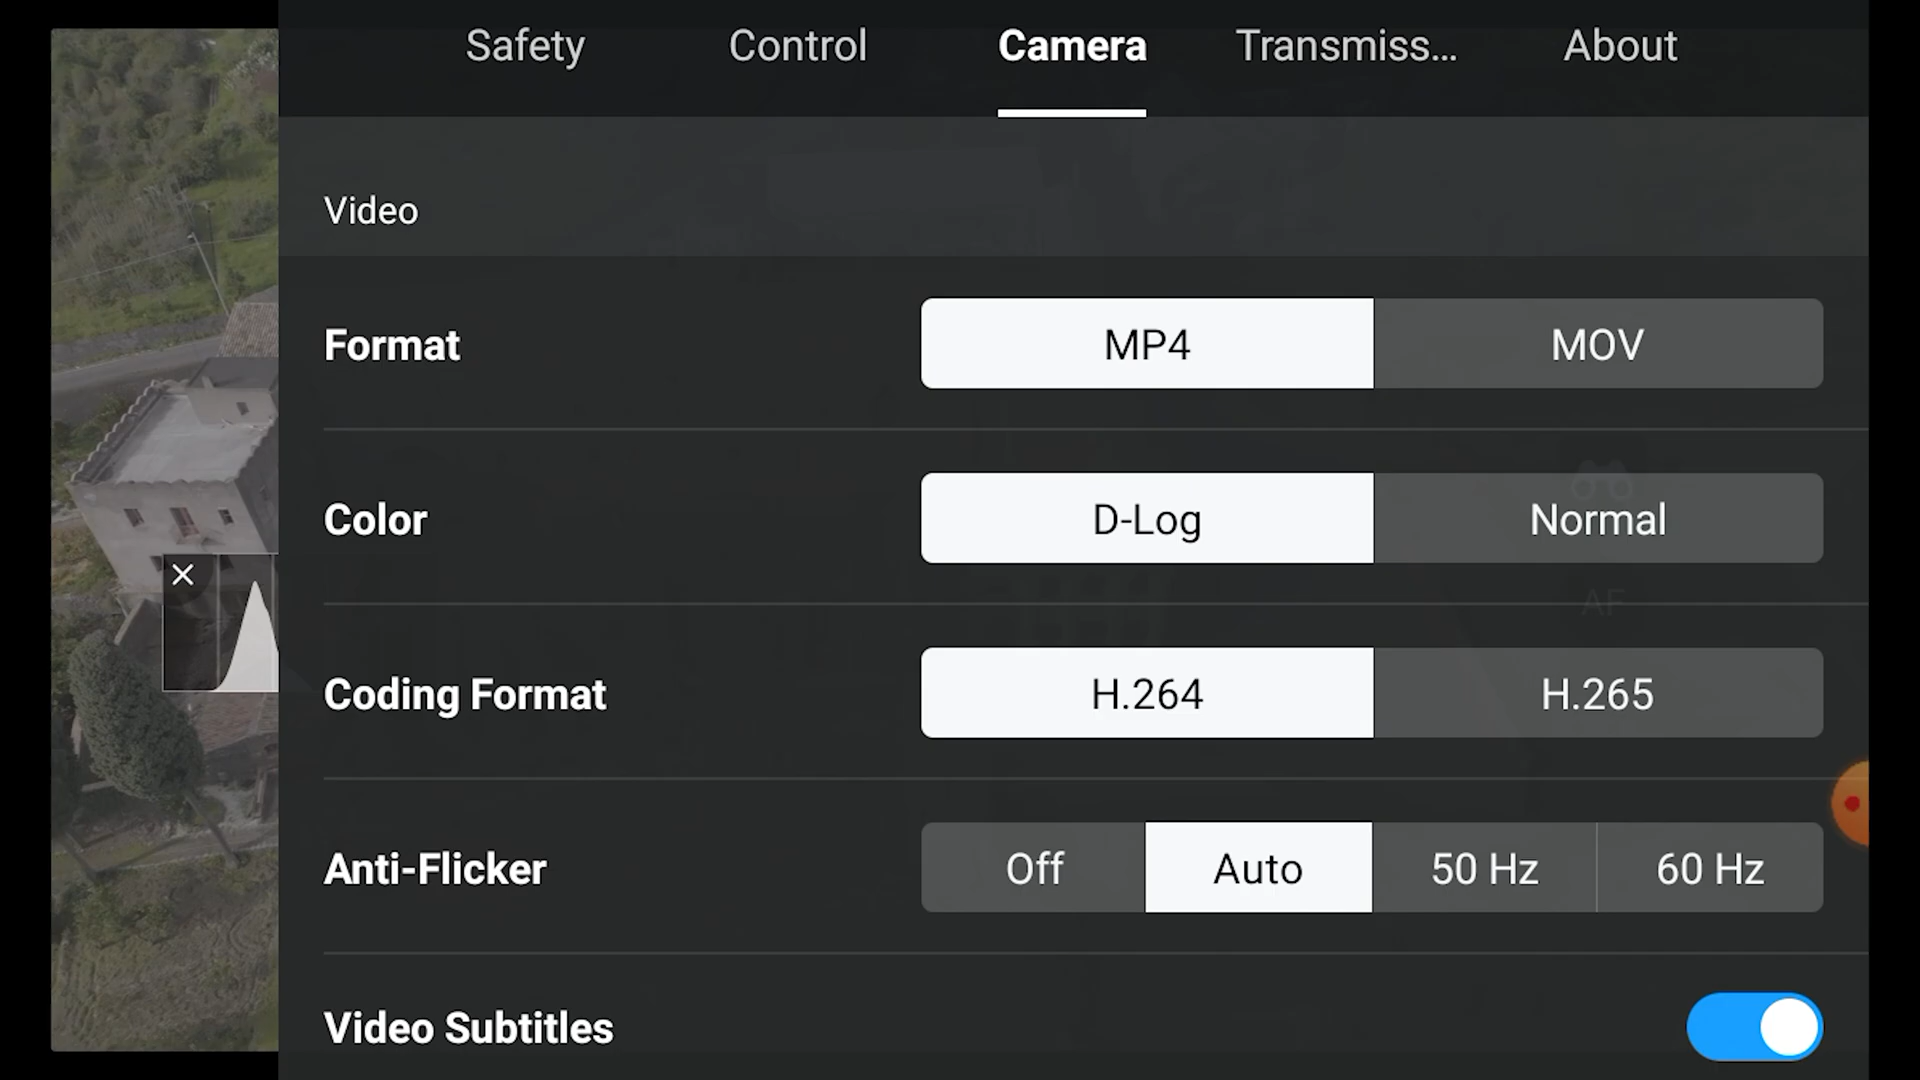 Safety Control Camera Transmiss... About
Video
Format MP4 MOV
Color D-Log Normal
AF
Coding Format H.264 H.265
Anti-Flicker Off Auto 50 Hz 60 Hz
Video Subtitles